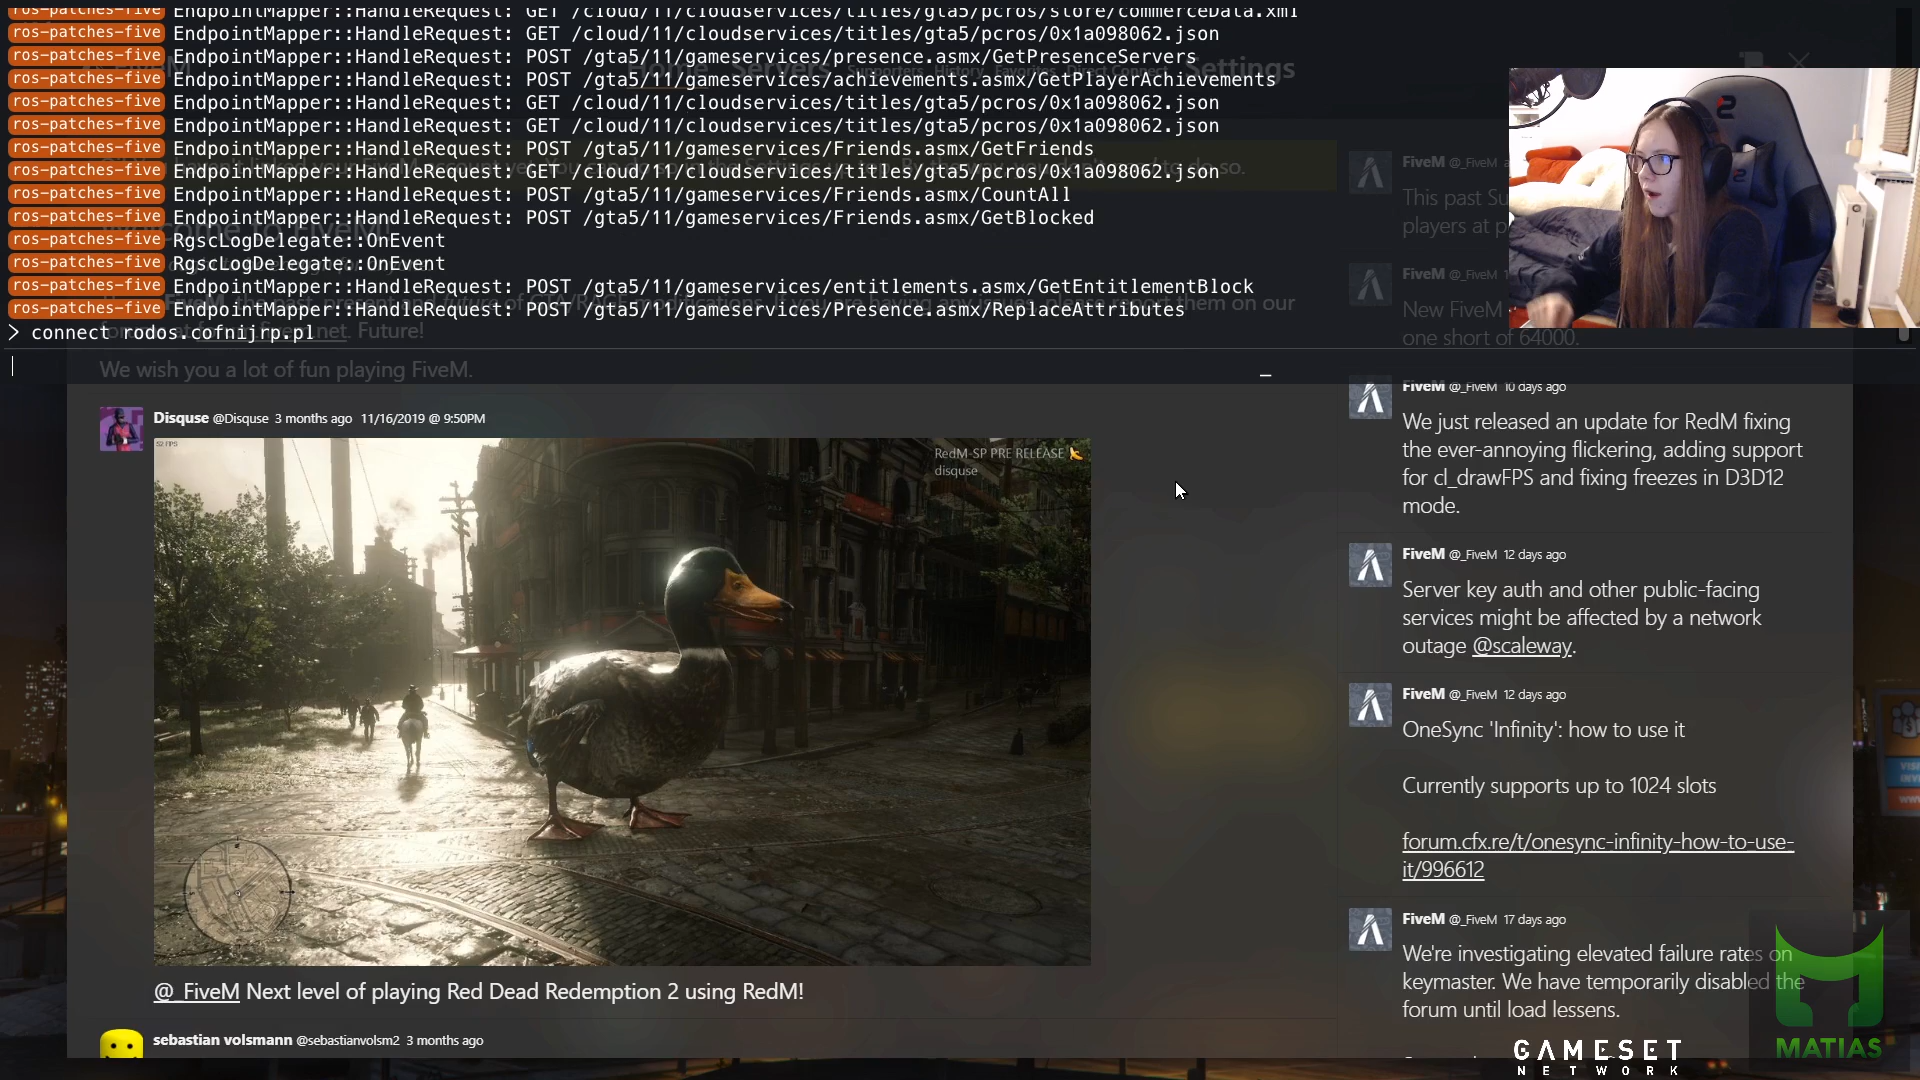 ros-patches-five EndpointMapper::HandleRequest: GET /cloud/11/cloudservices/titles/gta5/pcros/store/commerceData.xml
ros-patches-five EndpointMapper::HandleRequest: GET /cloud/11/cloudservices/titles/gta5/pcros/0x1a098062.json
ros-patches-five EndpointMapper::HandleRequest: POST /gta5/11/gameservices/presence.asmx/GetPresenceServers
ros-patches-five EndpointMapper::HandleRequest: POST /gta5/11/gameservices/achievements.asmx/GetPlayerAchievements
ros-patches-five EndpointMapper::HandleRequest: GET /cloud/11/cloudservices/titles/gta5/pcros/0x1a098062.json
ros-patches-five EndpointMapper::HandleRequest: GET /cloud/11/cloudservices/titles/gta5/pcros/0x1a098062.json
ros-patches-five EndpointMapper::HandleRequest: POST /gta5/11/gameservices/Friends.asmx/GetFriends
ros-patches-five EndpointMapper::HandleRequest: GET /cloud/11/cloudservices/titles/gta5/pcros/0x1a098062.json
ros-patches-five EndpointMapper::HandleRequest: POST /gta5/11/gameservices/Friends.asmx/CountAll
ros-patches-five EndpointMapper::HandleRequest: POST /gta5/11/gameservices/Friends.asmx/GetBlocked
ros-patches-five RgscLogDelegate::OnEvent
ros-patches-five RgscLogDelegate::OnEvent
ros-patches-five EndpointMapper::HandleRequest: POST /gta5/11/gameservices/entitlements.asmx/GetEntitlementBlock
ros-patches-five EndpointMapper::HandleRequest: POST /gta5/11/gameservices/Presence.asmx/ReplaceAttributes
> connect rodos.cofnijrp.pl
Home Servers Supporters History Favorites Direct Connect Settings
Future!
We wish you a lot of fun playing FiveM.
Disquse @Disquse 3 months ago 11/16/2019 @ 9:50PM
52 FPS
RedM-SP PRE RELEASE
disquse
@_FiveM Next level of playing Red Dead Redemption 2 using RedM!
sebastian volsmann @sebastianvolsm2 3 months ago
FiveM @_FiveM
This past Su
players at p
FiveM @_FiveM
New FiveM
one short of 64000.
FiveM @_FiveM 10 days ago
We just released an update for RedM fixing
the ever-annoying flickering, adding support
for cl_drawFPS and fixing freezes in D3D12
mode.
FiveM @_FiveM 12 days ago
Server key auth and other public-facing
services might be affected by a network
outage @scaleway.
FiveM @_FiveM 12 days ago
OneSync 'Infinity': how to use it
Currently supports up to 1024 slots
forum.cfx.re/t/onesync-infinity-how-to-use-
it/996612
FiveM @_FiveM 17 days ago
We're investigating elevated failure rates on
keymaster. We have temporarily disabled the
forum until load lessens.
GAMESET
NETWORK
MATIAS